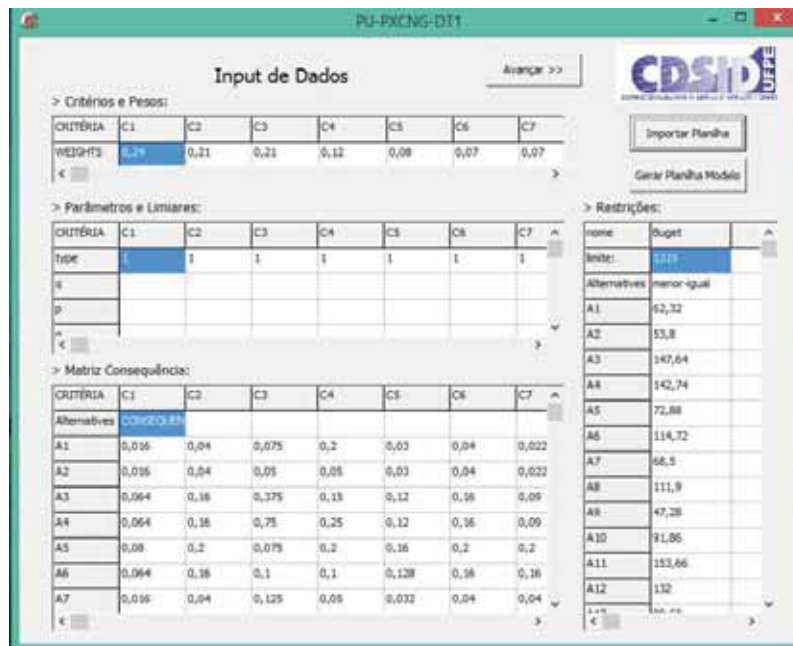 PU-PXCNG-DT1
Input de Dados
Avançar >>
CDSID UFPE
> Critérios e Pesos:
CRITÉRIA C1 C2 C3 C4 C5 C6 C7
WEIGHTS 0,24 0,21 0,21 0,12 0,08 0,07 0,07
Importar Planilha
Gerar Planilha Modelo
> Parâmetros e Limiares:
CRITÉRIA C1 C2 C3 C4 C5 C6 C7
type 1 1 1 1 1 1 1
q
p
> Matriz Consequência:
CRITÉRIA C1 C2 C3 C4 C5 C6 C7
Alternatives CONSEQUEN
A1 0,016 0,04 0,075 0,2 0,03 0,04 0,022
A2 0,016 0,04 0,05 0,05 0,03 0,04 0,022
A3 0,064 0,16 0,375 0,15 0,12 0,16 0,09
A4 0,064 0,16 0,75 0,25 0,12 0,16 0,09
A5 0,08 0,2 0,075 0,2 0,16 0,2 0,2
A6 0,064 0,16 0,1 0,1 0,128 0,16 0,16
A7 0,016 0,04 0,125 0,05 0,032 0,04 0,04
> Restrições:
nome Buget
limite: 1319
Alternatives menor-igual
A1 62,32
A2 53,8
A3 147,64
A4 142,74
A5 72,88
A6 114,72
A7 68,5
A8 111,9
A9 47,28
A10 91,86
A11 153,66
A12 132